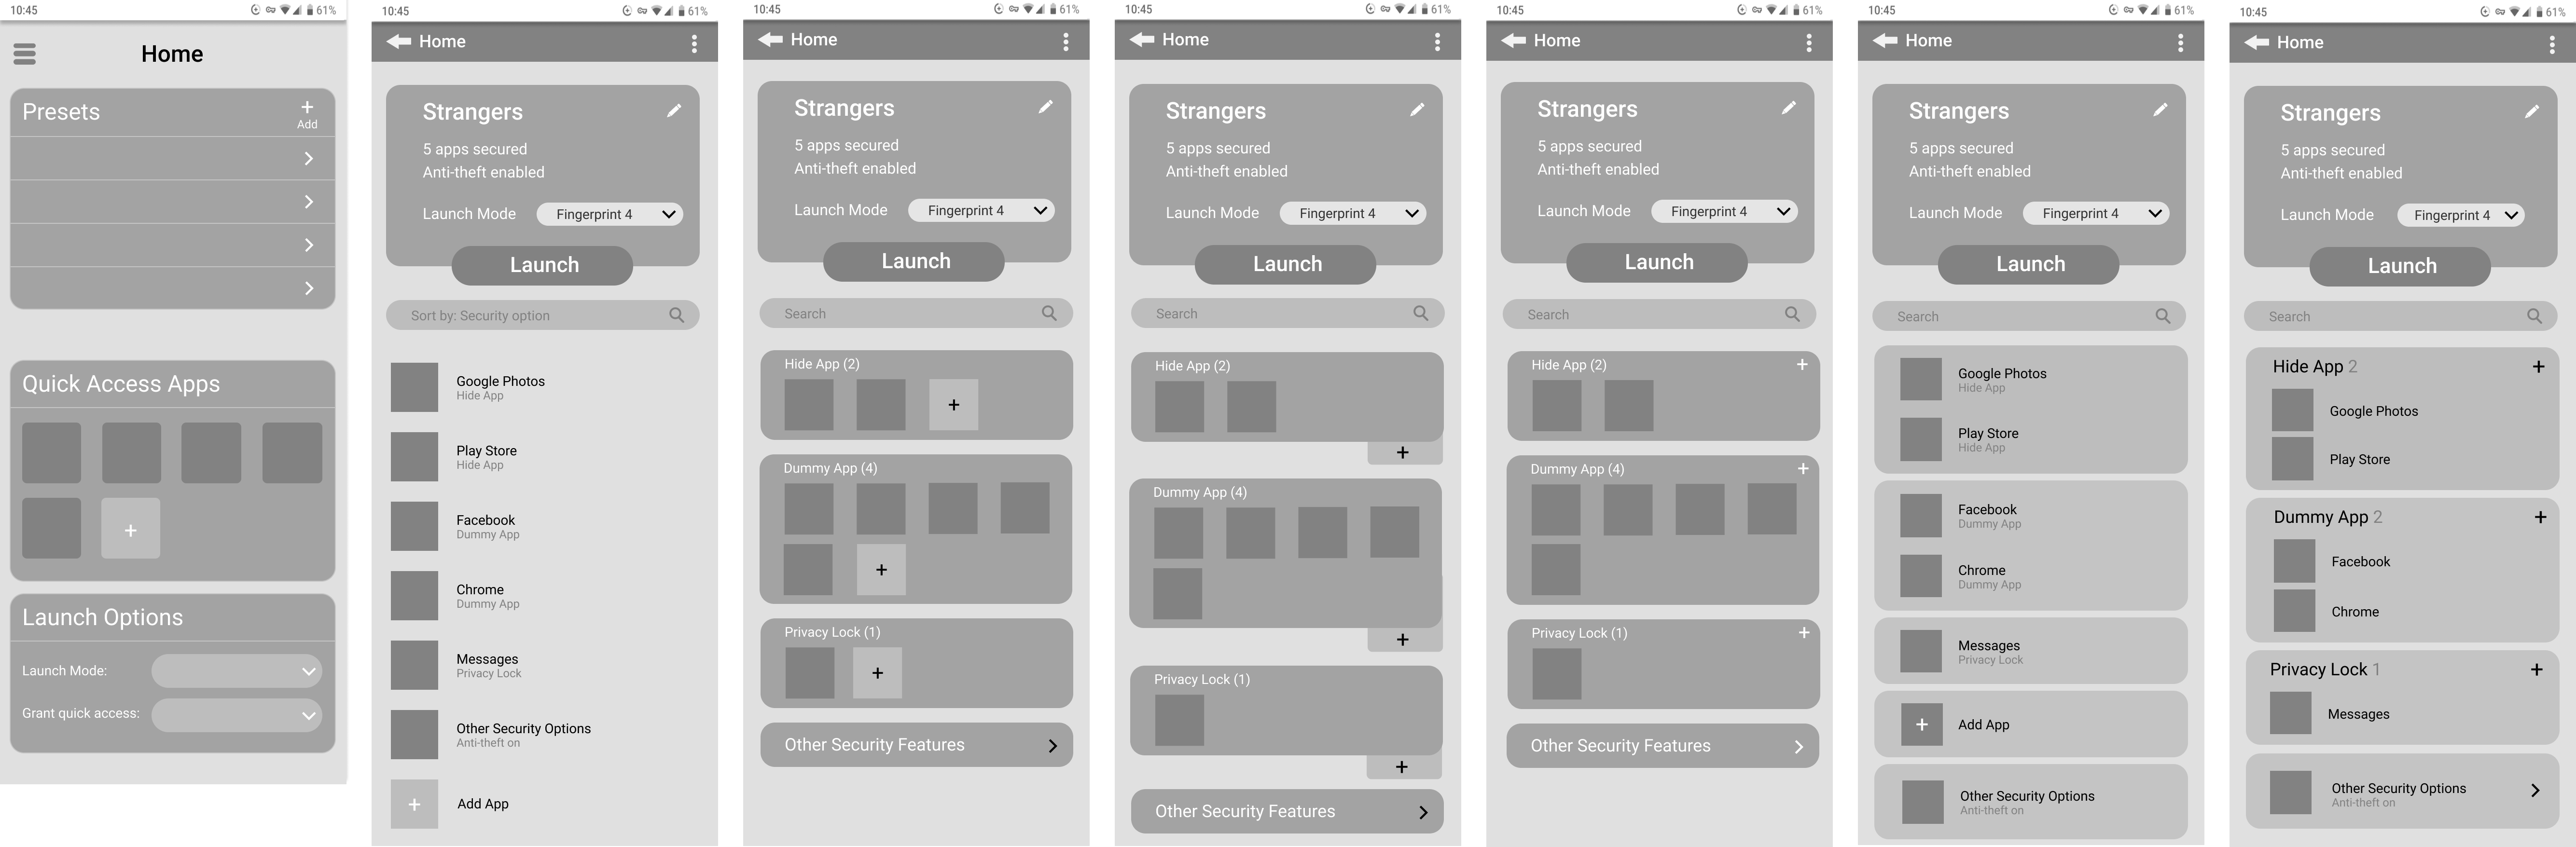 10:45
61%
Home
Presets
+
Add
Quick Access Apps
+
Launch Options
Launch Mode:
Grant quick access:
10:45
61%
Home
Strangers
5 apps secured
Anti-theft enabled
Launch Mode
Fingerprint 4
Launch
Sort by: Security option
Google Photos
Hide App
Play Store
Hide App
Facebook
Dummy App
Chrome
Dummy App
Messages
Privacy Lock
Other Security Options
Anti-theft on
+
Add App
10:45
61%
Home
Strangers
5 apps secured
Anti-theft enabled
Launch Mode
Fingerprint 4
Launch
Search
Hide App (2)
+
Dummy App (4)
+
Privacy Lock (1)
+
Other Security Features
10:45
61%
Home
Strangers
5 apps secured
Anti-theft enabled
Launch Mode
Fingerprint 4
Launch
Search
Hide App (2)
+
Dummy App (4)
+
Privacy Lock (1)
+
Other Security Features
10:45
61%
Home
Strangers
5 apps secured
Anti-theft enabled
Launch Mode
Fingerprint 4
Launch
Search
Hide App (2)
+
Dummy App (4)
+
Privacy Lock (1)
+
Other Security Features
10:45
61%
Home
Strangers
5 apps secured
Anti-theft enabled
Launch Mode
Fingerprint 4
Launch
Search
Google Photos
Hide App
Play Store
Hide App
Facebook
Dummy App
Chrome
Dummy App
Messages
Privacy Lock
+
Add App
Other Security Options
Anti-theft on
10:45
61%
Home
Strangers
5 apps secured
Anti-theft enabled
Launch Mode
Fingerprint 4
Launch
Search
Hide App 2
+
Google Photos
Play Store
Dummy App 2
+
Facebook
Chrome
Privacy Lock 1
+
Messages
Other Security Options
Anti-theft on